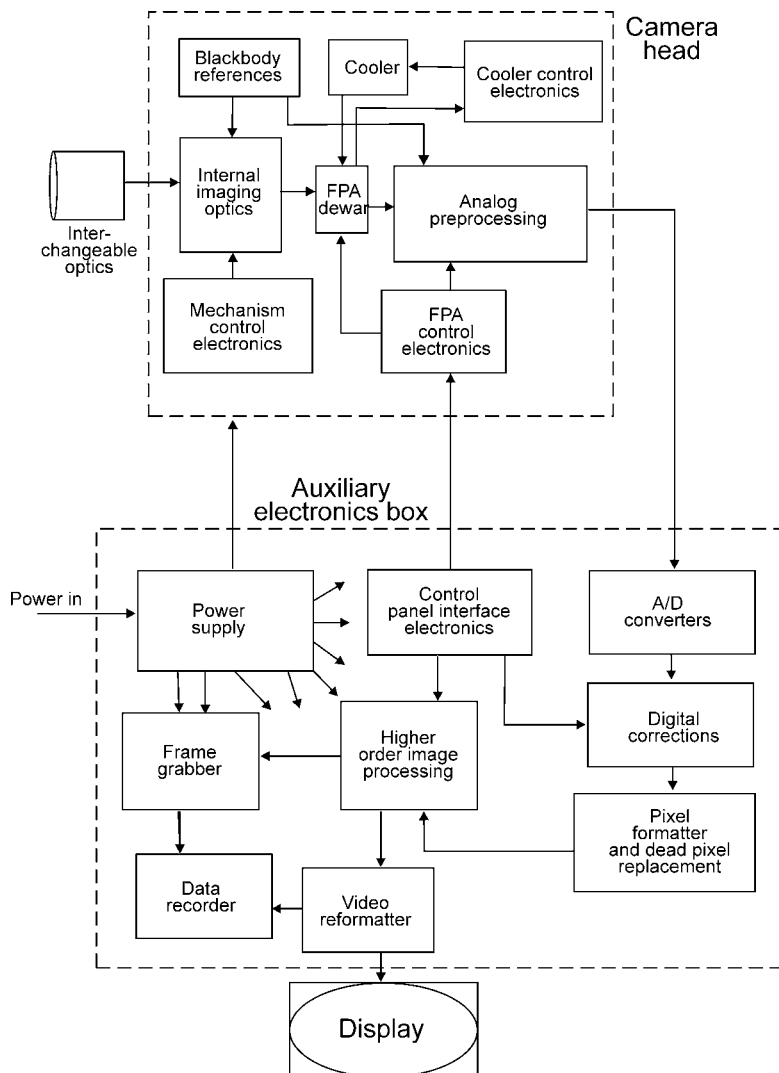 Camera
head
Blackbody
references
Cooler
Cooler control
electronics
Internal
imaging
optics
FPA
dewar
Analog
preprocessing
Inter-
changeable
optics
Mechanism
control
electronics
FPA
control
electronics
Auxiliary
electronics box
Power in
Power
supply
Control
panel interface
electronics
A/D
converters
Frame
grabber
Higher
order image
processing
Digital
corrections
Pixel
formatter
and dead pixel
replacement
Data
recorder
Video
reformatter
Display